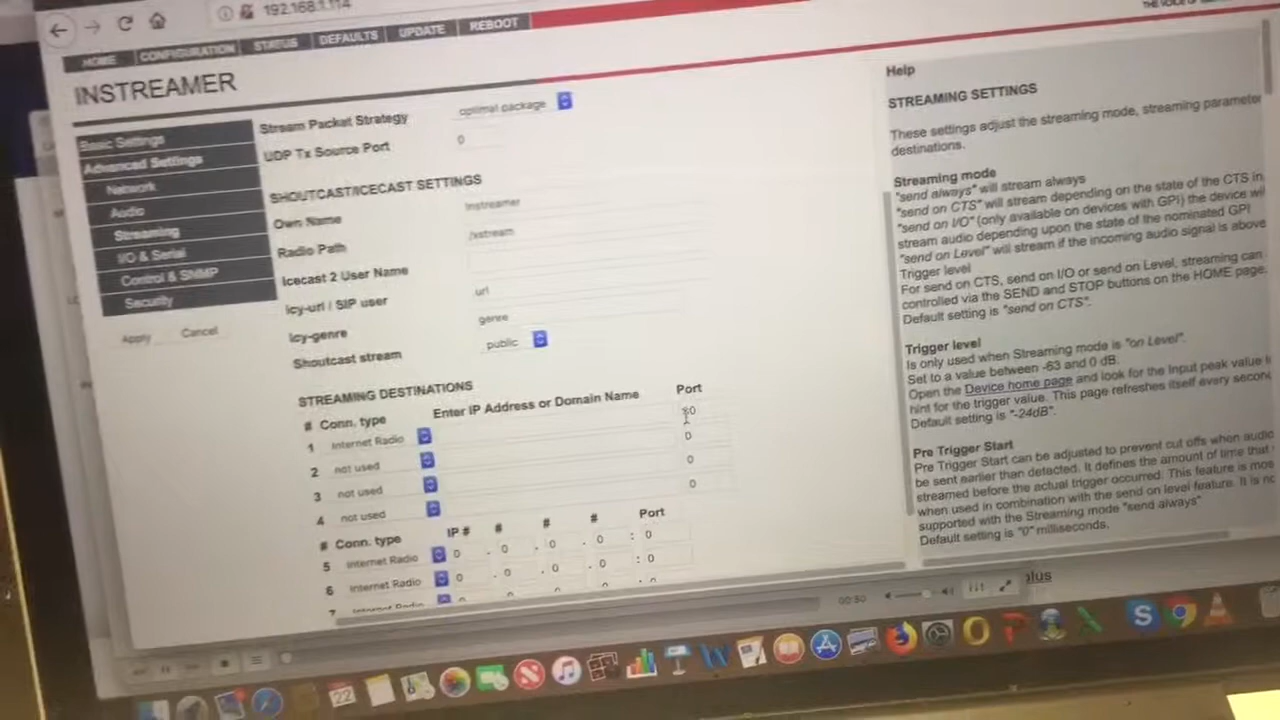 192.168.1.114
HOME CONFIGURATION STATUS DEFAULTS UPDATE REBOOT
INSTREAMER
Basic Settings
Advanced Settings
Network
Audio
Streaming
I/O & Serial
Control & SNMP
Security
Apply Cancel
Stream Packet Strategy optimal package
UDP Tx Source Port 0
SHOUTCAST/ICECAST SETTINGS
Own Name Instreamer
Radio Path /xstream
Icecast 2 User Name
Icy-url / SIP user url
Icy-genre genre
Shoutcast stream public
STREAMING DESTINATIONS
# Conn. type Enter IP Address or Domain Name Port
1 Internet Radio 80
2 not used 0
3 not used 0
4 not used 0
# Conn. type IP # # # # Port
5 Internet Radio 0 . 0 . 0 . 0 : 0
6 Internet Radio 0 . 0 . 0 . 0 : 0
7 Internet Radio
Help
STREAMING SETTINGS
These settings adjust the streaming mode, streaming parameter
destinations.
Streaming mode
"send always" will stream always
"send on CTS" will stream depending on the state of the CTS in
"send on I/O" (only available on devices with GPI) the device wil
stream audio depending upon the state of the nominated GPI
"send on Level" will stream if the incoming audio signal is above
Trigger level
For send on CTS, send on I/O or send on Level, streaming can
controlled via the SEND and STOP buttons on the HOME page.
Default setting is "send on CTS".
Trigger level
Is only used when Streaming mode is "on Level".
Set to a value between -63 and 0 dB.
Open the Device home page and look for the Input peak value
hint for the trigger value. This page refreshes itself every second
Default setting is "-24dB".
Pre Trigger Start
Pre Trigger Start can be adjusted to prevent cut offs when audio
be sent earlier than detected. It defines the amount of time that
streamed before the actual trigger occurred. This feature is mos
when used in combination with the send on level feature. It is no
supported with the Streaming mode "send always"
Default setting is "0" milliseconds.
alus
00:30
22